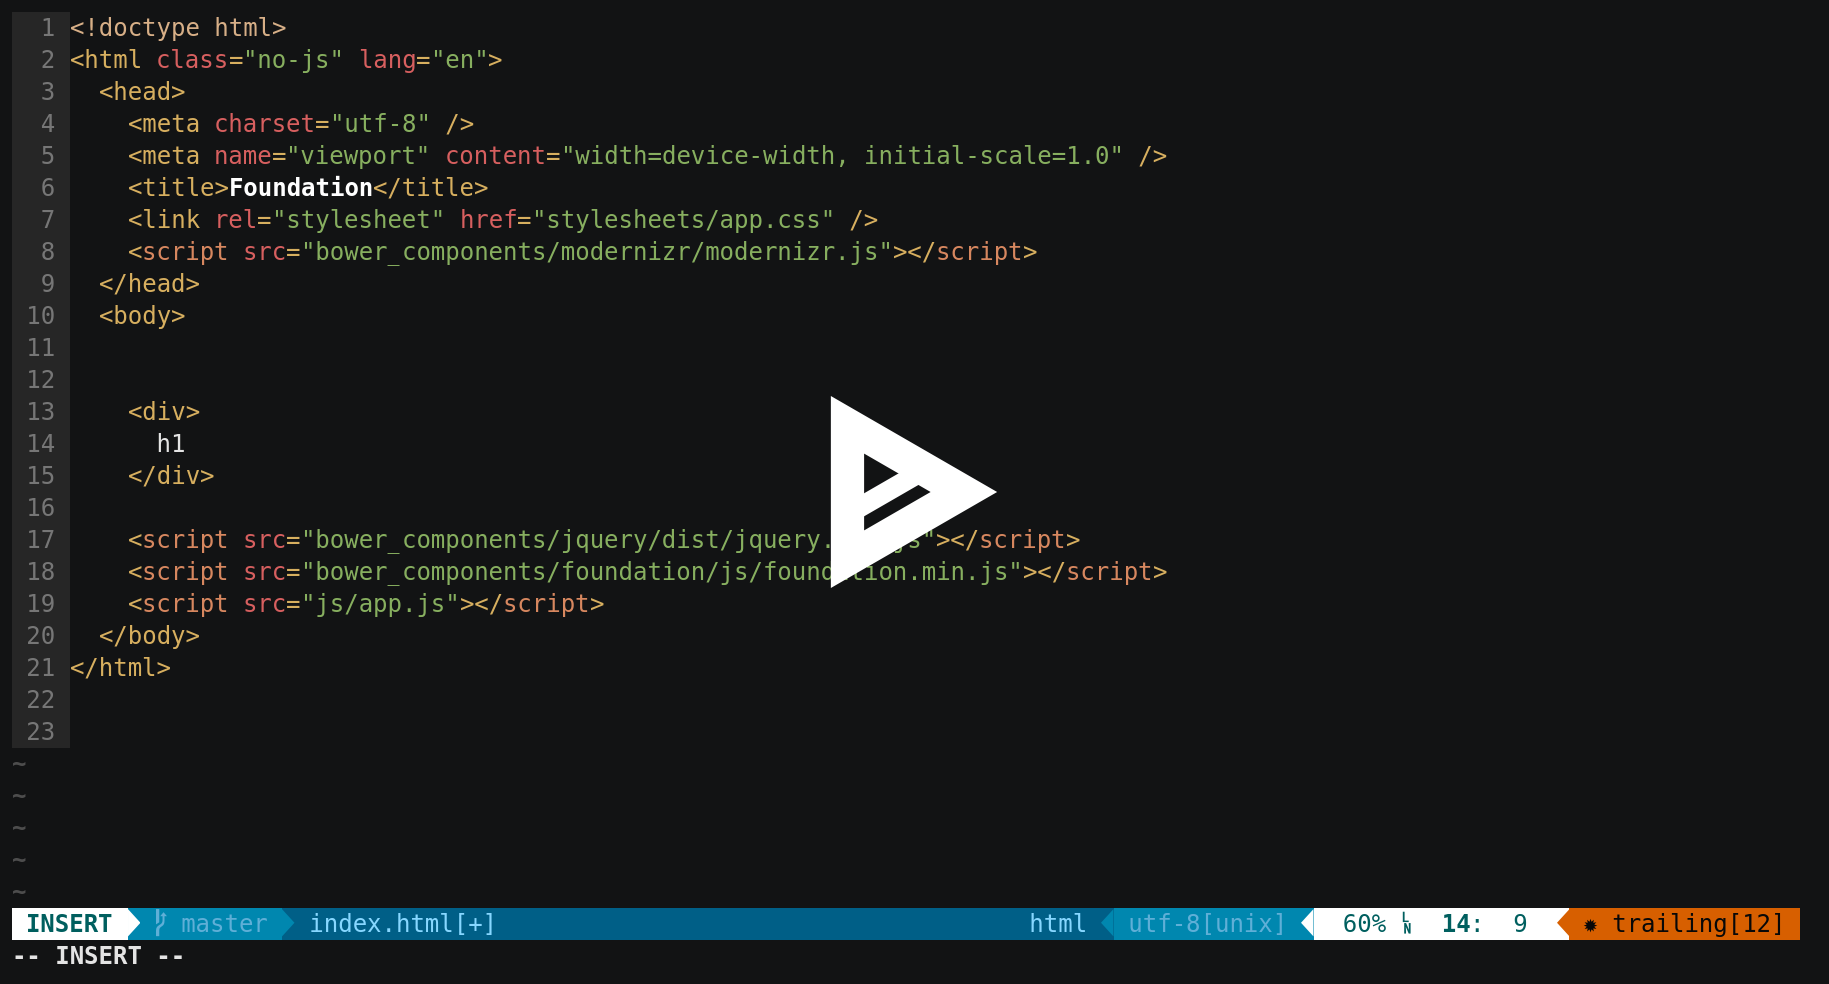 1 <!doctype html>
2 <html class="no-js" lang="en">
3   <head>
4     <meta charset="utf-8" />
5     <meta name="viewport" content="width=device-width, initial-scale=1.0" />
6     <title>Foundation</title>
7     <link rel="stylesheet" href="stylesheets/app.css" />
8     <script src="bower_components/modernizr/modernizr.js"></script>
9   </head>
10   <body>
11
12
13     <div>
14       h1
15     </div>
16
17     <script src="bower_components/jquery/dist/jquery. js"></script>
18     <script src="bower_components/foundation/js/foundation.min.js"></script>
19     <script src="js/app.js"></script>
20   </body>
21 </html>
22
23
~
~
~
~
~
INSERT master index.html[+] html utf-8[unix] 60% LN 14: 9 ✹ trailing[12]
-- INSERT --